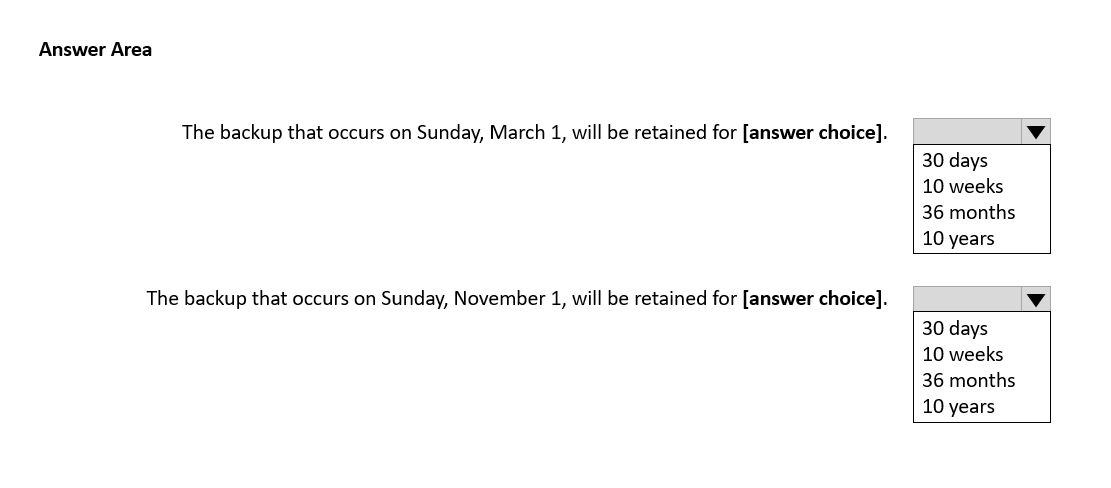 Answer Area
The backup that occurs on Sunday, March 1, will be retained for [answer choice].
30 days
10 weeks
36 months
10 years
The backup that occurs on Sunday, November 1, will be retained for [answer choice].
30 days
10 weeks
36 months
10 years